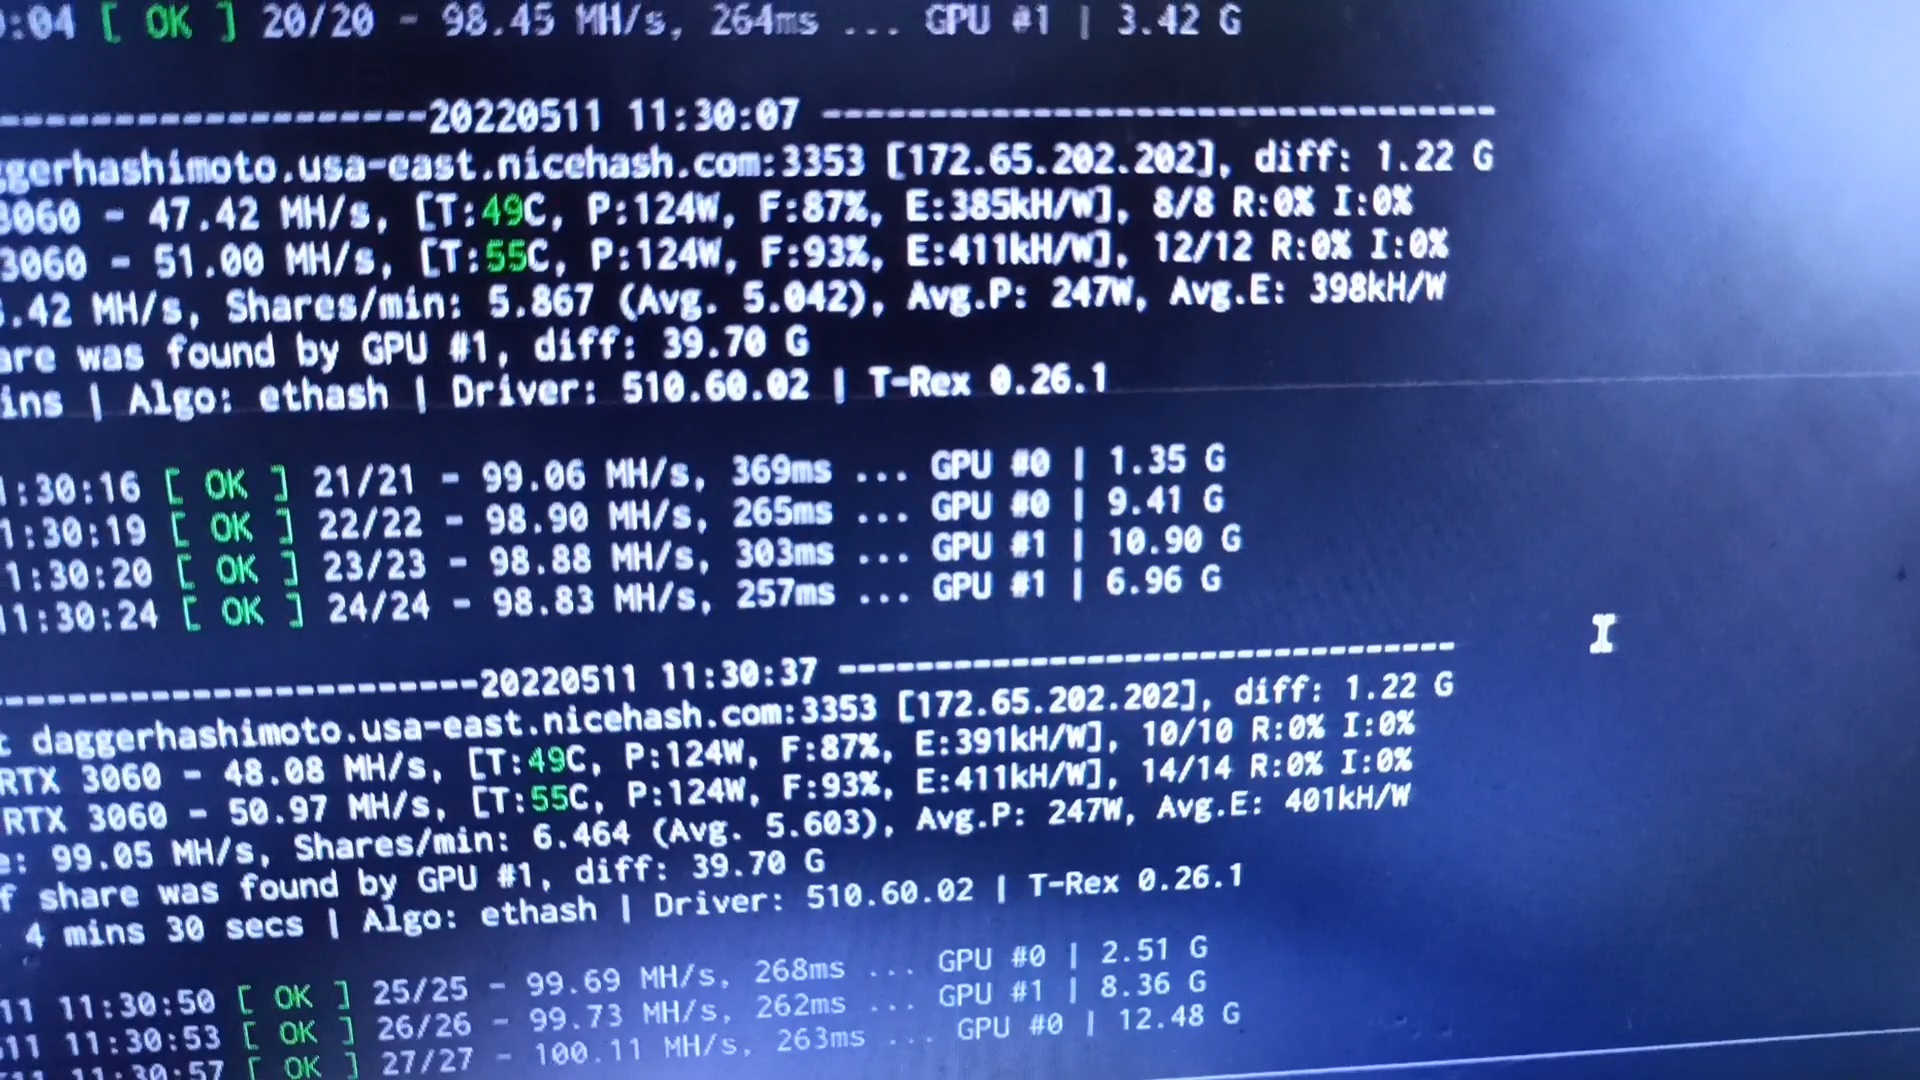 :04 [ OK ] 20/20 - 98.45 MH/s, 264ms ... GPU #1 | 3.42 G
-------------------20220511 11:30:07 --------------------------------
ggerhashimoto.usa-east.nicehash.com:3353 [172.65.202.202], diff: 1.22 G
3060 - 47.42 MH/s, [T:49C, P:124W, F:87%, E:385kH/W], 8/8 R:0% I:0%
3060 - 51.00 MH/s, [T:55C, P:124W, F:93%, E:411kH/W], 12/12 R:0% I:0%
.42 MH/s, Shares/min: 5.867 (Avg. 5.042), Avg.P: 247W, Avg.E: 398kH/W
are was found by GPU #1, diff: 39.70 G
ins | Algo: ethash | Driver: 510.60.02 | T-Rex 0.26.1
1:30:16 [ OK ] 21/21 - 99.06 MH/s, 369ms ... GPU #0 | 1.35 G
1:30:19 [ OK ] 22/22 - 98.90 MH/s, 265ms ... GPU #0 | 9.41 G
1:30:20 [ OK ] 23/23 - 98.88 MH/s, 303ms ... GPU #1 | 10.90 G
11:30:24 [ OK ] 24/24 - 98.83 MH/s, 257ms ... GPU #1 | 6.96 G
-----------------------20220511 11:30:37 --------------------------------
: daggerhashimoto.usa-east.nicehash.com:3353 [172.65.202.202], diff: 1.22 G
RTX 3060 - 48.08 MH/s, [T:49C, P:124W, F:87%, E:391kH/W], 10/10 R:0% I:0%
RTX 3060 - 50.97 MH/s, [T:55C, P:124W, F:93%, E:411kH/W], 14/14 R:0% I:0%
e: 99.05 MH/s, Shares/min: 6.464 (Avg. 5.603), Avg.P: 247W, Avg.E: 401kH/W
f share was found by GPU #1, diff: 39.70 G
4 mins 30 secs | Algo: ethash | Driver: 510.60.02 | T-Rex 0.26.1
11 11:30:50 [ OK ] 25/25 - 99.69 MH/s, 268ms ... GPU #0 | 2.51 G
11 11:30:53 [ OK ] 26/26 - 99.73 MH/s, 262ms ... GPU #1 | 8.36 G
11 11:30:57 [ OK ] 27/27 - 100.11 MH/s, 263ms ... GPU #0 | 12.48 G